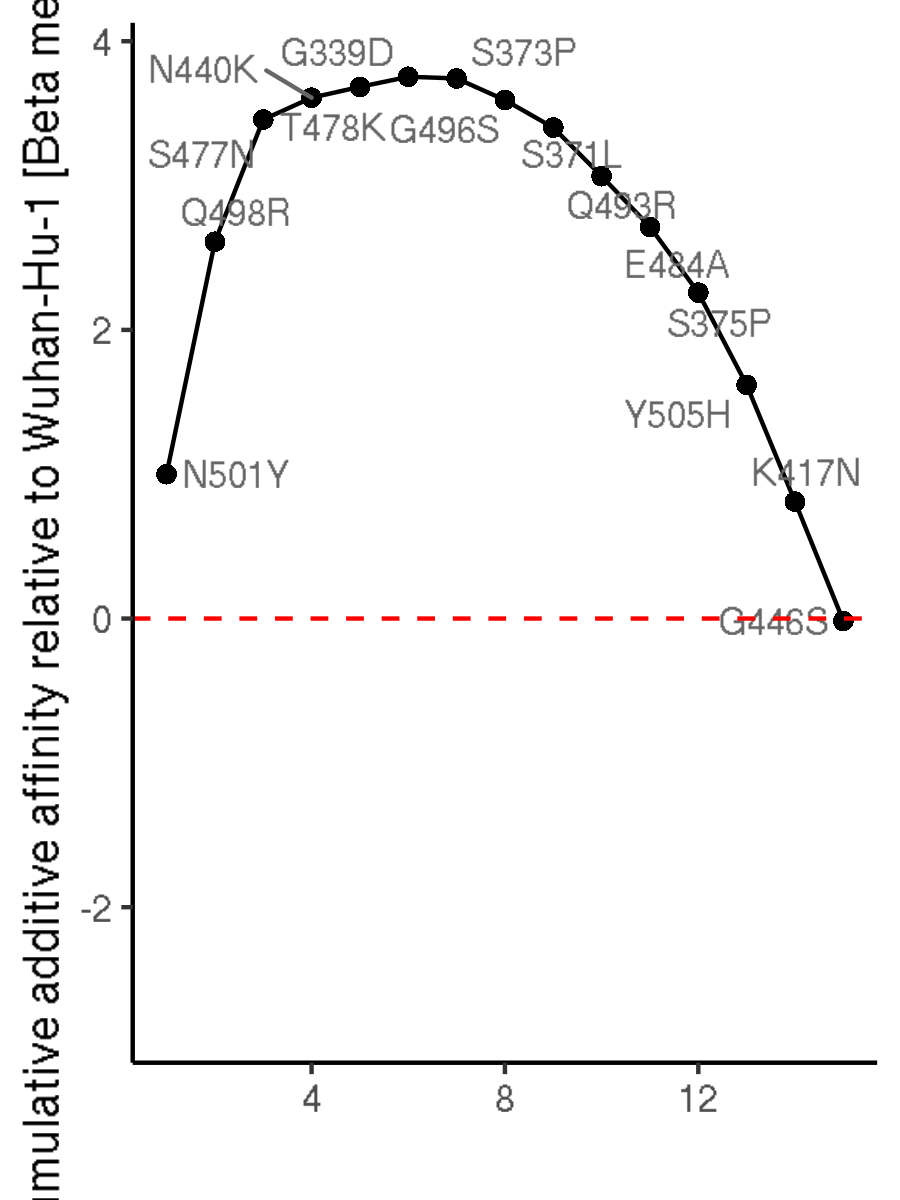 umulative additive affinity relative to Wuhan-Hu-1 [Beta me
4
2
0
-2
N440K
G339D
S373P
S477N
T478K
G496S
S371L
Q498R
Q493R
E484A
S375P
Y505H
N501Y
K417N
G446S
4 8 12